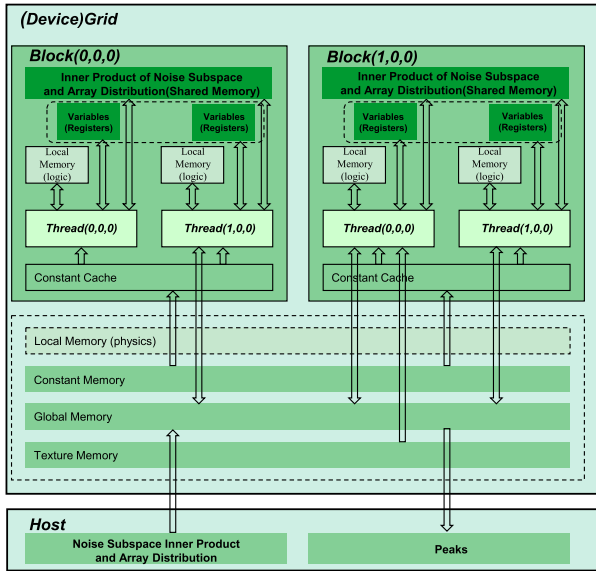 (Device)Grid
Block(0,0,0)
Inner Product of Noise Subspace
and Array Distribution(Shared Memory)
Variables
(Registers)
Variables
(Registers)
Local
Memory
(logic)
Local
Memory
(logic)
Thread(0,0,0)
Thread(1,0,0)
Constant Cache
Block(1,0,0)
Inner Product of Noise Subspace
and Array Distribution(Shared Memory)
Variables
(Registers)
Variables
(Registers)
Local
Memory
(logic)
Local
Memory
(logic)
Thread(0,0,0)
Thread(1,0,0)
Constant Cache
Local Memory (physics)
Constant Memory
Global Memory
Texture Memory
Host
Noise Subspace Inner Product
and Array Distribution
Peaks